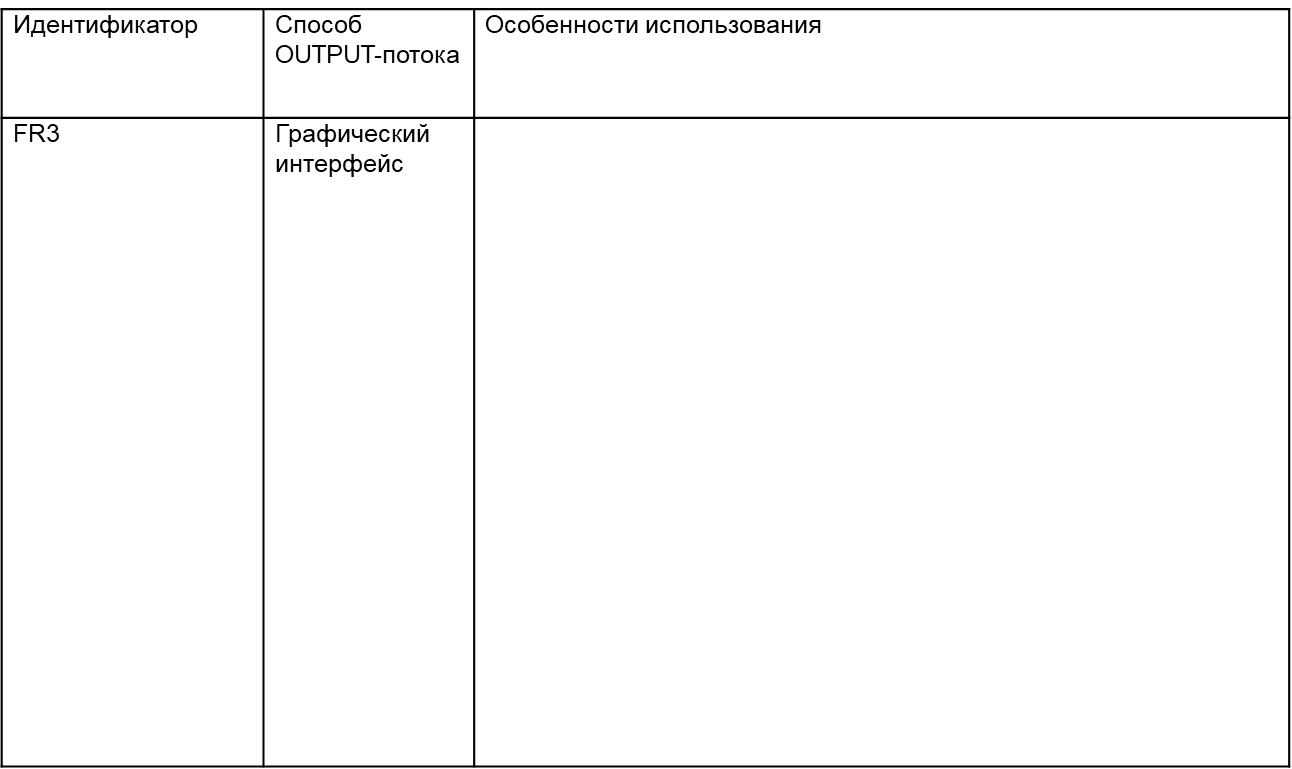 Идентификатор
Способ
OUTPUT-потока
Особенности использования
FR3
Графический
интерфейс